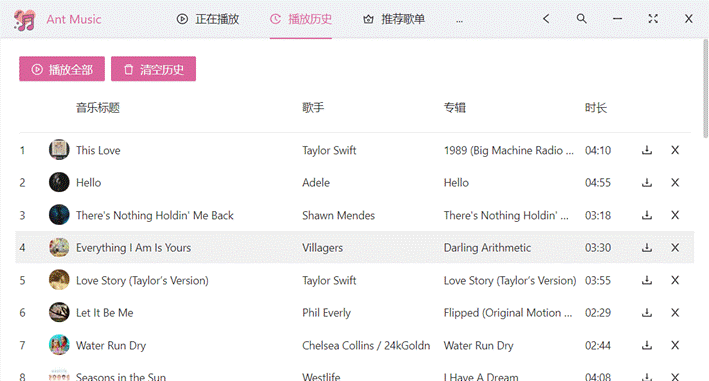 Ant Music 正在播放 播放历史 推荐歌单 ...
播放全部 清空历史
音乐标题 歌手 专辑 时长
1 This Love Taylor Swift 1989 (Big Machine Radio ... 04:10
2 Hello Adele Hello 04:55
3 There's Nothing Holdin' Me Back Shawn Mendes There's Nothing Holdin' ... 03:18
4 Everything I Am Is Yours Villagers Darling Arithmetic 03:30
5 Love Story (Taylor's Version) Taylor Swift Love Story (Taylor's Version) 03:55
6 Let It Be Me Phil Everly Flipped (Original Motion ... 02:29
7 Water Run Dry Chelsea Collins / 24kGoldn Water Run Dry 02:44
8 Seasons in the Sun Westlife I Have A Dream 04:08